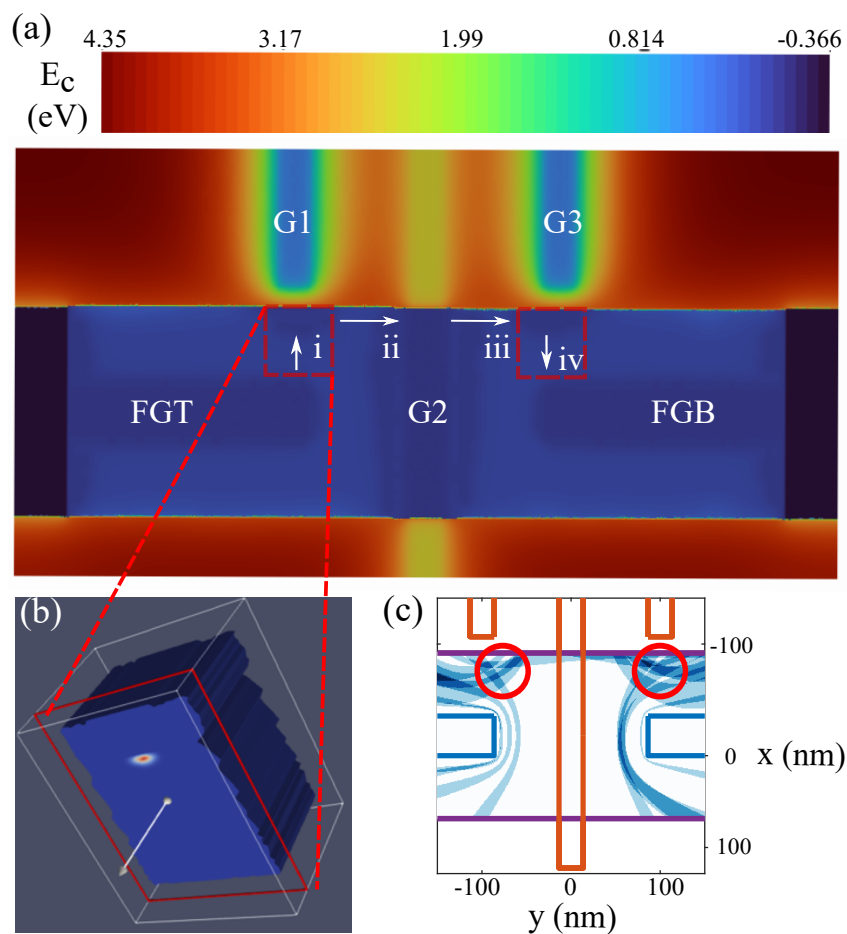 (a)
4.35 3.17 1.99 0.814 -0.366
Ec
(eV)
G1 G3
i ii iii iv
FGT G2 FGB
(b) (c)
-100
0
100
x (nm)
-100 0 100
y (nm)